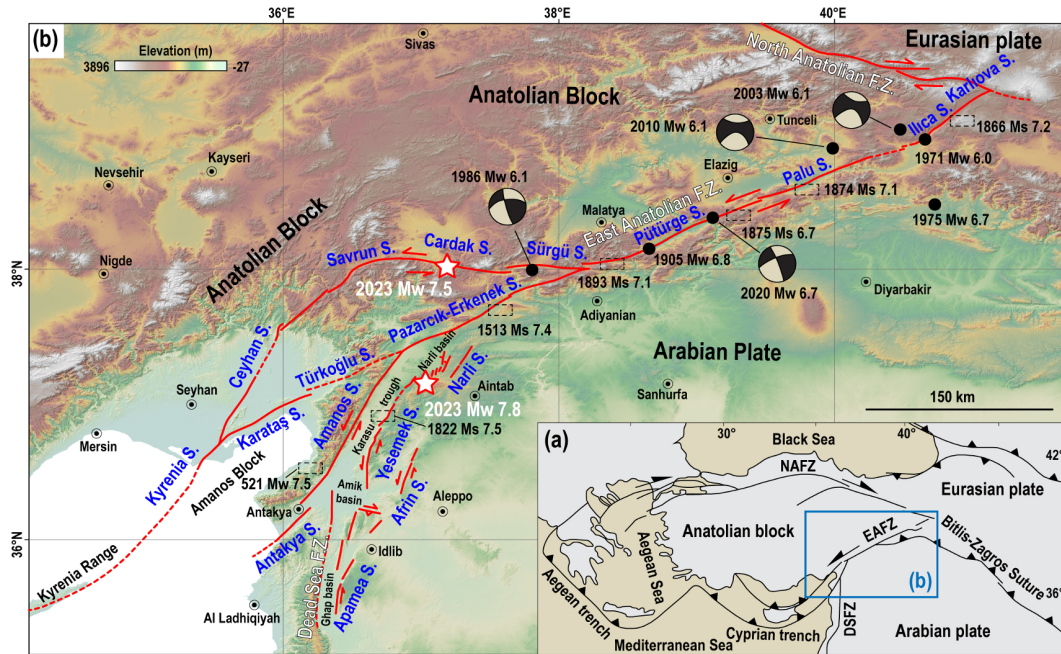 36°E
38°E
40°E
(b)
Elevation (m)
3896
-27
Sivas
North Anatolian F.Z.
Eurasian plate
Anatolian Block
2003 Mw 6.1
Ilıca S.
Karlıova S.
2010 Mw 6.1
Tunceli
1866 Ms 7.2
1971 Mw 6.0
Kayseri
Nevsehir
1986 Mw 6.1
Elazig
Palu S.
1874 Ms 7.1
1975 Mw 6.7
East Anatolian F.Z.
Malatya
Pütürge S.
1875 Ms 6.7
1905 Mw 6.8
2020 Mw 6.7
Anatolian Block
Savrun S.
Cardak S.
Sürgü S.
Nigde
38°N
2023 Mw 7.5
1893 Ms 7.1
Diyarbakir
Adiyanian
Pazarcık-Erkenek S.
1513 Ms 7.4
Arabian Plate
Ceyhan S.
Türkoğlu S.
Narli basin
Narli S.
Seyhan
Aintab
Sanhurfa
Amanos S.
Karasu trough
2023 Mw 7.8
150 km
Karataş S.
1822 Ms 7.5
Mersin
Yesemek S.
Kyrenia S.
Amanos Block
521 Mw 7.5
Amik
basin
Afrin S.
Aleppo
Antakya
36°N
Antakya S.
Idlib
Kyrenia Range
Dead Sea F.Z.
Ghap basin
Apamea S.
Al Ladhiqiyah
(a)
30°
40°
Black Sea
42°
NAFZ
Eurasian plate
Anatolian block
EAFZ
Bitlis-Zagros Suture
Aegean Sea
(b)
36°
Aegean trench
Cyprian trench
DSFZ
Arabian plate
Mediterranean Sea